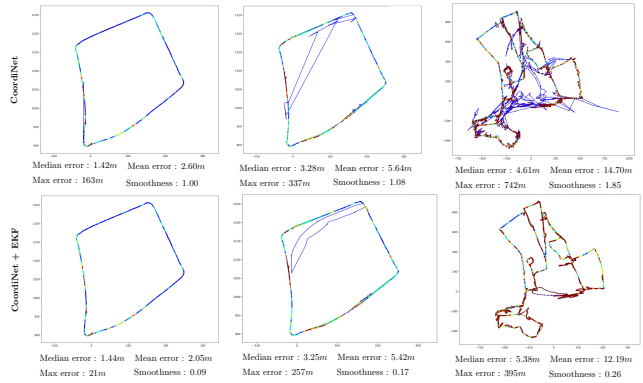 CoordiNet
Median error : 1.42m Mean error : 2.60m
Max error : 163m Smoothness : 1.00
Median error : 3.28m Mean error : 5.64m
Max error : 337m Smoothness : 1.08
Median error : 4.61m Mean error : 14.70m
Max error : 742m Smoothness : 1.85
CoordiNet + EKF
Median error : 1.44m Mean error : 2.05m
Max error : 21m Smoothness : 0.09
Median error : 3.25m Mean error : 5.42m
Max error : 257m Smoothness : 0.17
Median error : 5.38m Mean error : 12.19m
Max error : 395m Smoothness : 0.26